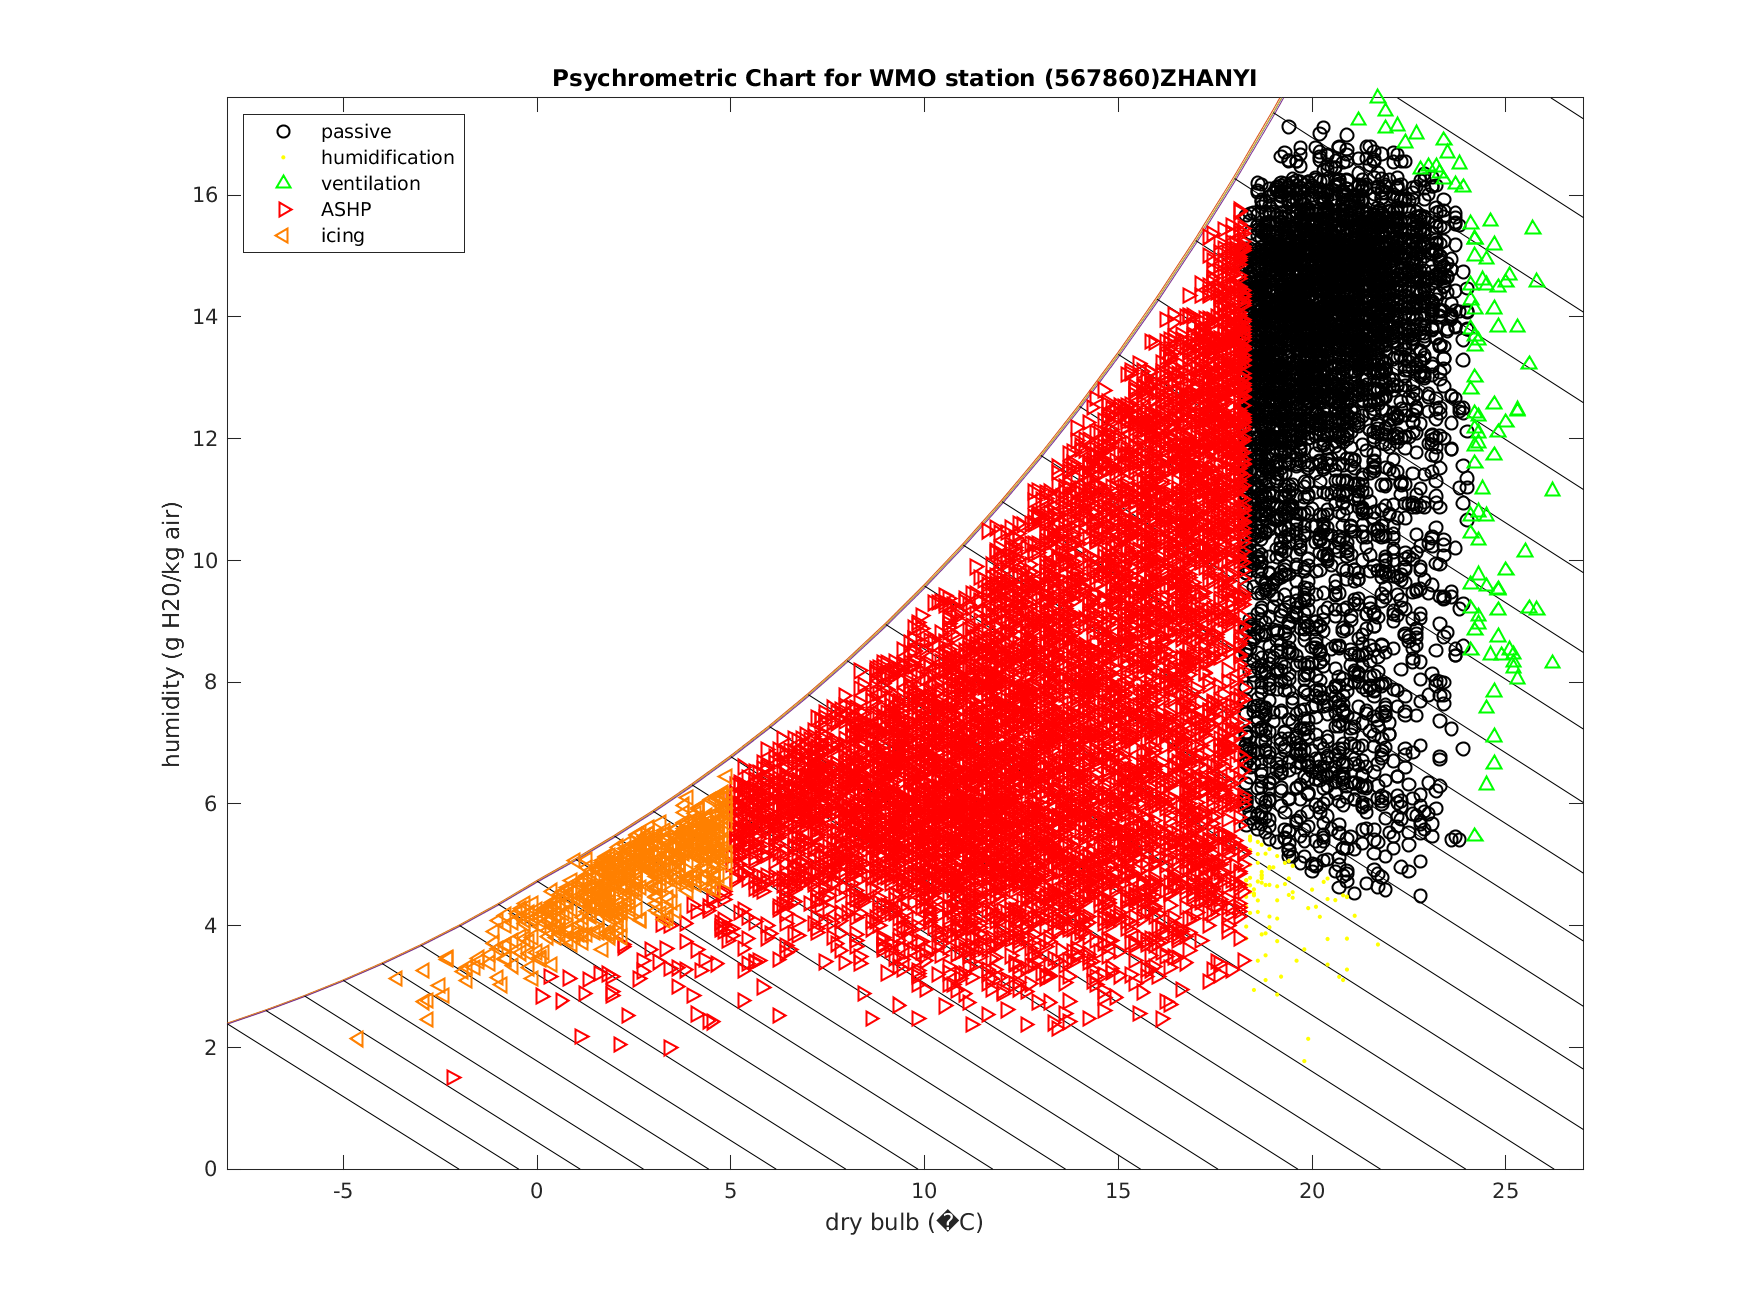 Psychrometric Chart for WMO station (567860)ZHANYI
passive
humidification
ventilation
ASHP
icing
humidity (g H20/kg air)
16
14
12
10
8
6
4
2
0
-5 0 5 10 15 20 25
dry bulb (�C)